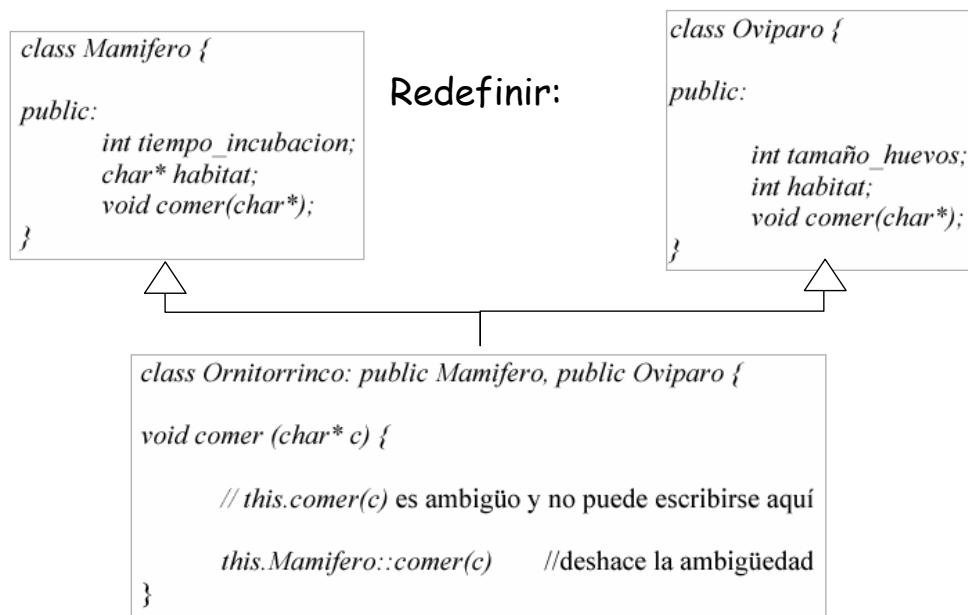 class Mamifero {
public:
int tiempo_incubacion;
char* habitat;
void comer(char*);
}
Redefinir:
class Oviparo {
public:
int tamaño_huevos;
int habitat;
void comer(char*);
}
class Ornitorrinco: public Mamifero, public Oviparo {
void comer (char* c) {
// this.comer(c) es ambigüo y no puede escribirse aquí
this.Mamifero::comer(c) //deshace la ambigüedad
}